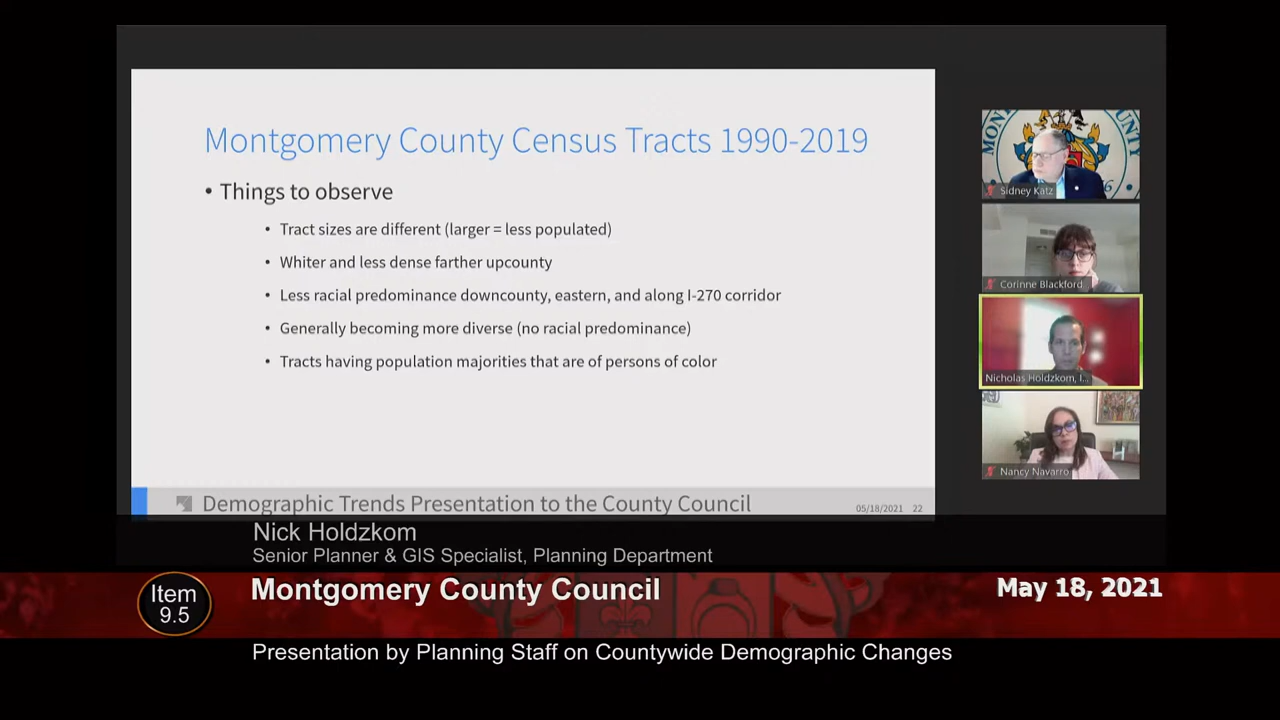 Montgomery County Census Tracts 1990-2019
• Things to observe
• Tract sizes are different (larger = less populated)
• Whiter and less dense farther upcounty
• Less racial predominance downcounty, eastern, and along I-270 corridor
• Generally becoming more diverse (no racial predominance)
• Tracts having population majorities that are of persons of color
Demographic Trends Presentation to the County Council
05/18/2021 22
Sidney Katz
Corinne Blackford
Nicholas Holdzkom, I...
Nancy Navarro
Nick Holdzkom
Senior Planner & GIS Specialist, Planning Department
Item
9.5
Montgomery County Council
May 18, 2021
Presentation by Planning Staff on Countywide Demographic Changes